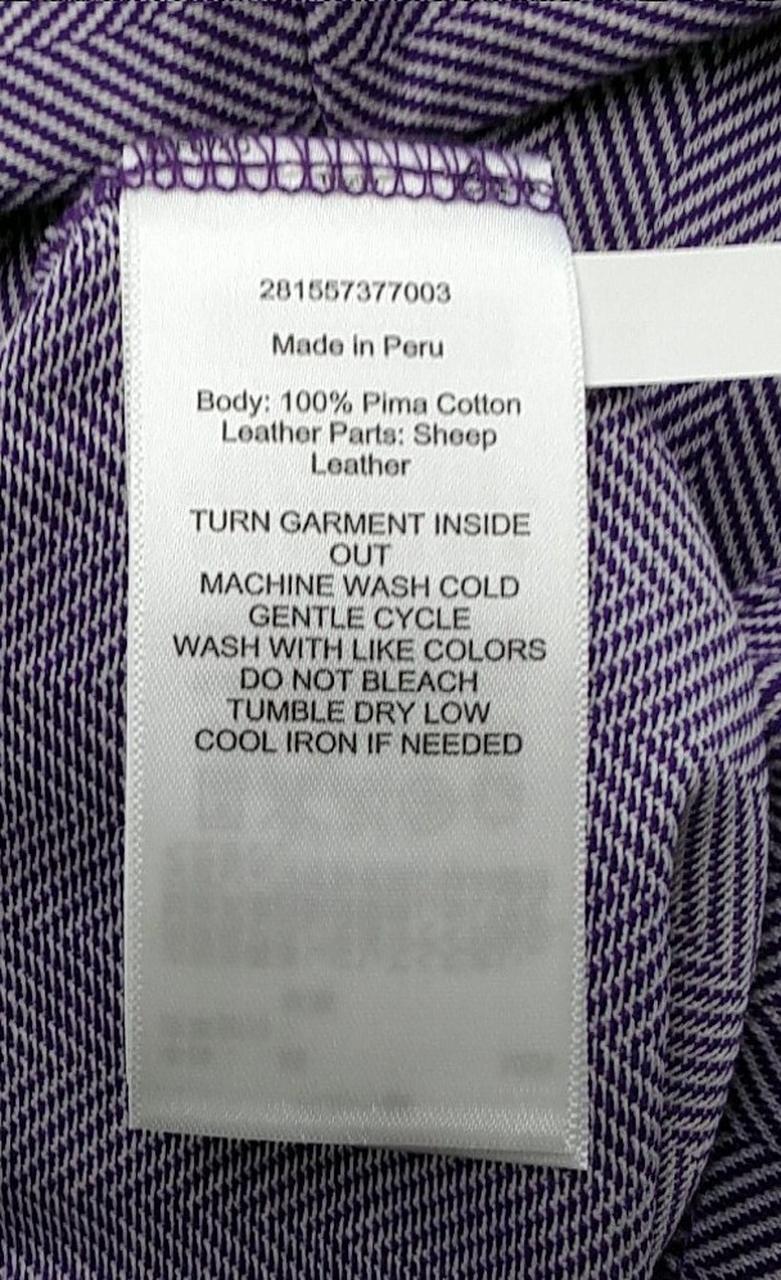 281557377003
Made in Peru
Body: 100% Pima Cotton
Leather Parts: Sheep
Leather
TURN GARMENT INSIDE
OUT
MACHINE WASH COLD
GENTLE CYCLE
WASH WITH LIKE COLORS
DO NOT BLEACH
TUMBLE DRY LOW
COOL IRON IF NEEDED